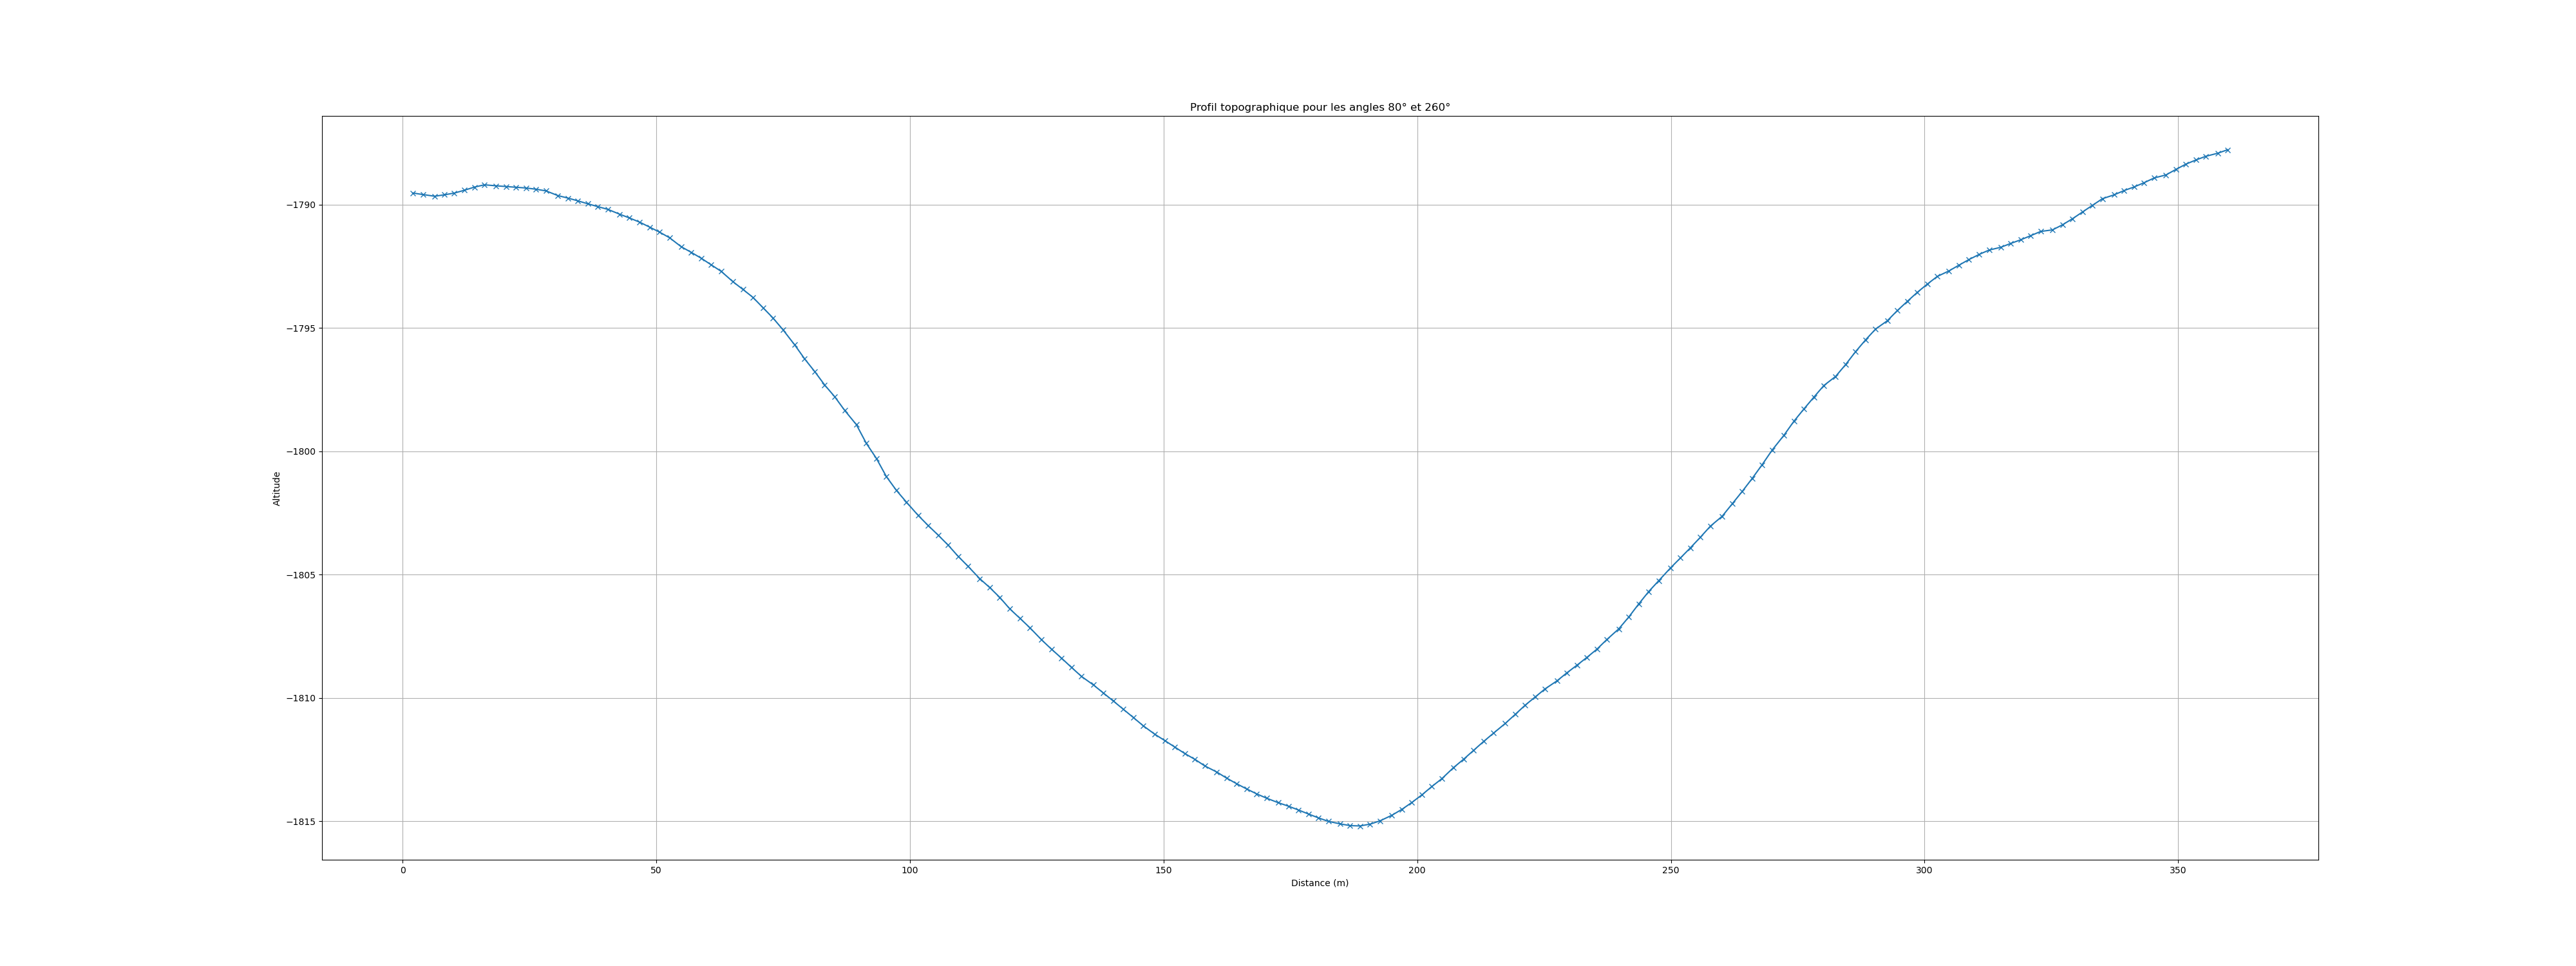 Profil topographique pour les angles 80° et 260°
Altitude
−1790
−1795
−1800
−1805
−1810
−1815
0 50 100 150 200 250 300 350
Distance (m)